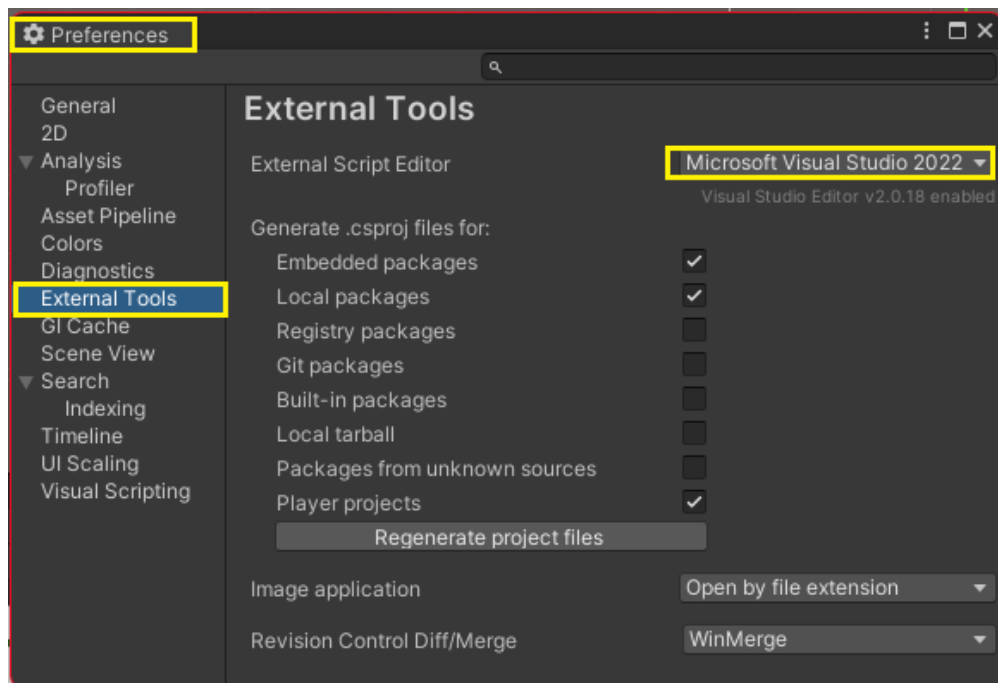 Preferences
General
2D
Analysis
Profiler
Asset Pipeline
Colors
Diagnostics
External Tools
GI Cache
Scene View
Search
Indexing
Timeline
UI Scaling
Visual Scripting
External Tools
External Script Editor Microsoft Visual Studio 2022
Visual Studio Editor v2.0.18 enabled
Generate .csproj files for:
Embedded packages
Local packages
Registry packages
Git packages
Built-in packages
Local tarball
Packages from unknown sources
Player projects
Regenerate project files
Image application Open by file extension
Revision Control Diff/Merge WinMerge